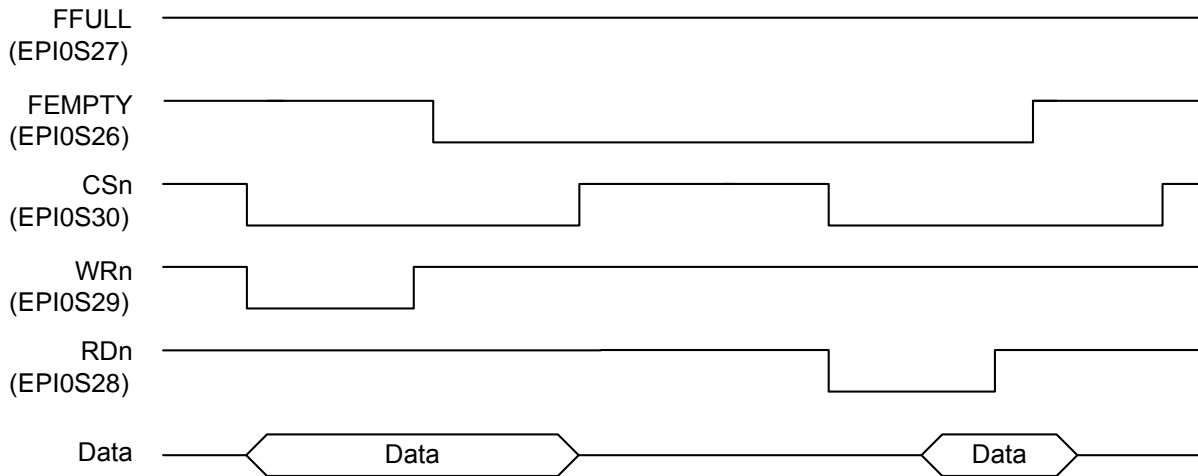 FFULL
(EPI0S27)
FEMPTY
(EPI0S26)
CSn
(EPI0S30)
WRn
(EPI0S29)
RDn
(EPI0S28)
Data
Data
Data